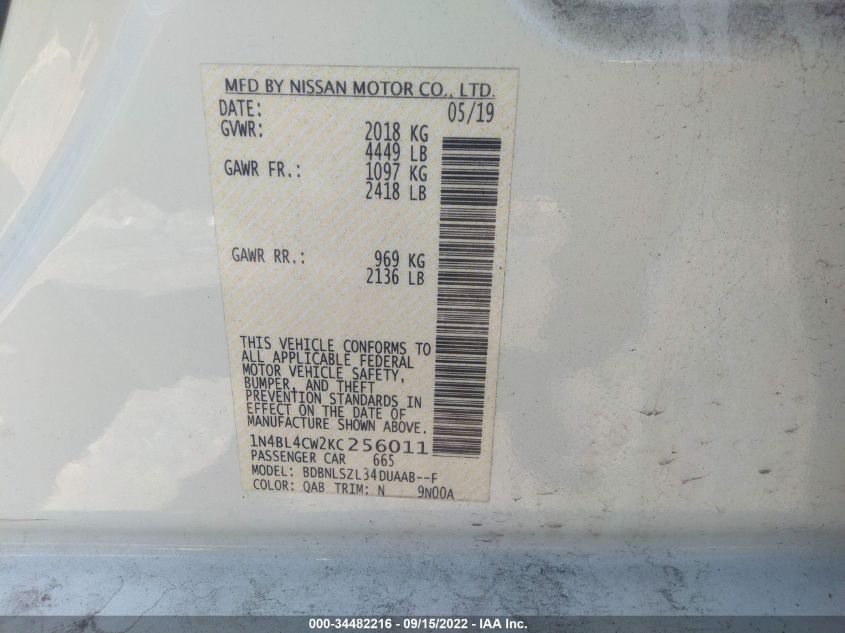 MFD BY NISSAN MOTOR CO., LTD.
DATE: 05/19
GVWR: 2018 KG
4449 LB
GAWR FR.: 1097 KG
2418 LB
GAWR RR.: 969 KG
2136 LB
THIS VEHICLE CONFORMS TO
ALL APPLICABLE FEDERAL
MOTOR VEHICLE SAFETY,
BUMPER, AND THEFT
PREVENTION STANDARDS IN
EFFECT ON THE DATE OF
MANUFACTURE SHOWN ABOVE.
1N4BL4CW2KC256011
PASSENGER CAR 665
MODEL: BDBNLSZL34DUAAB--F
COLOR: QAB TRIM: N 9N00A
000-34482216 - 09/15/2022 - IAA Inc.